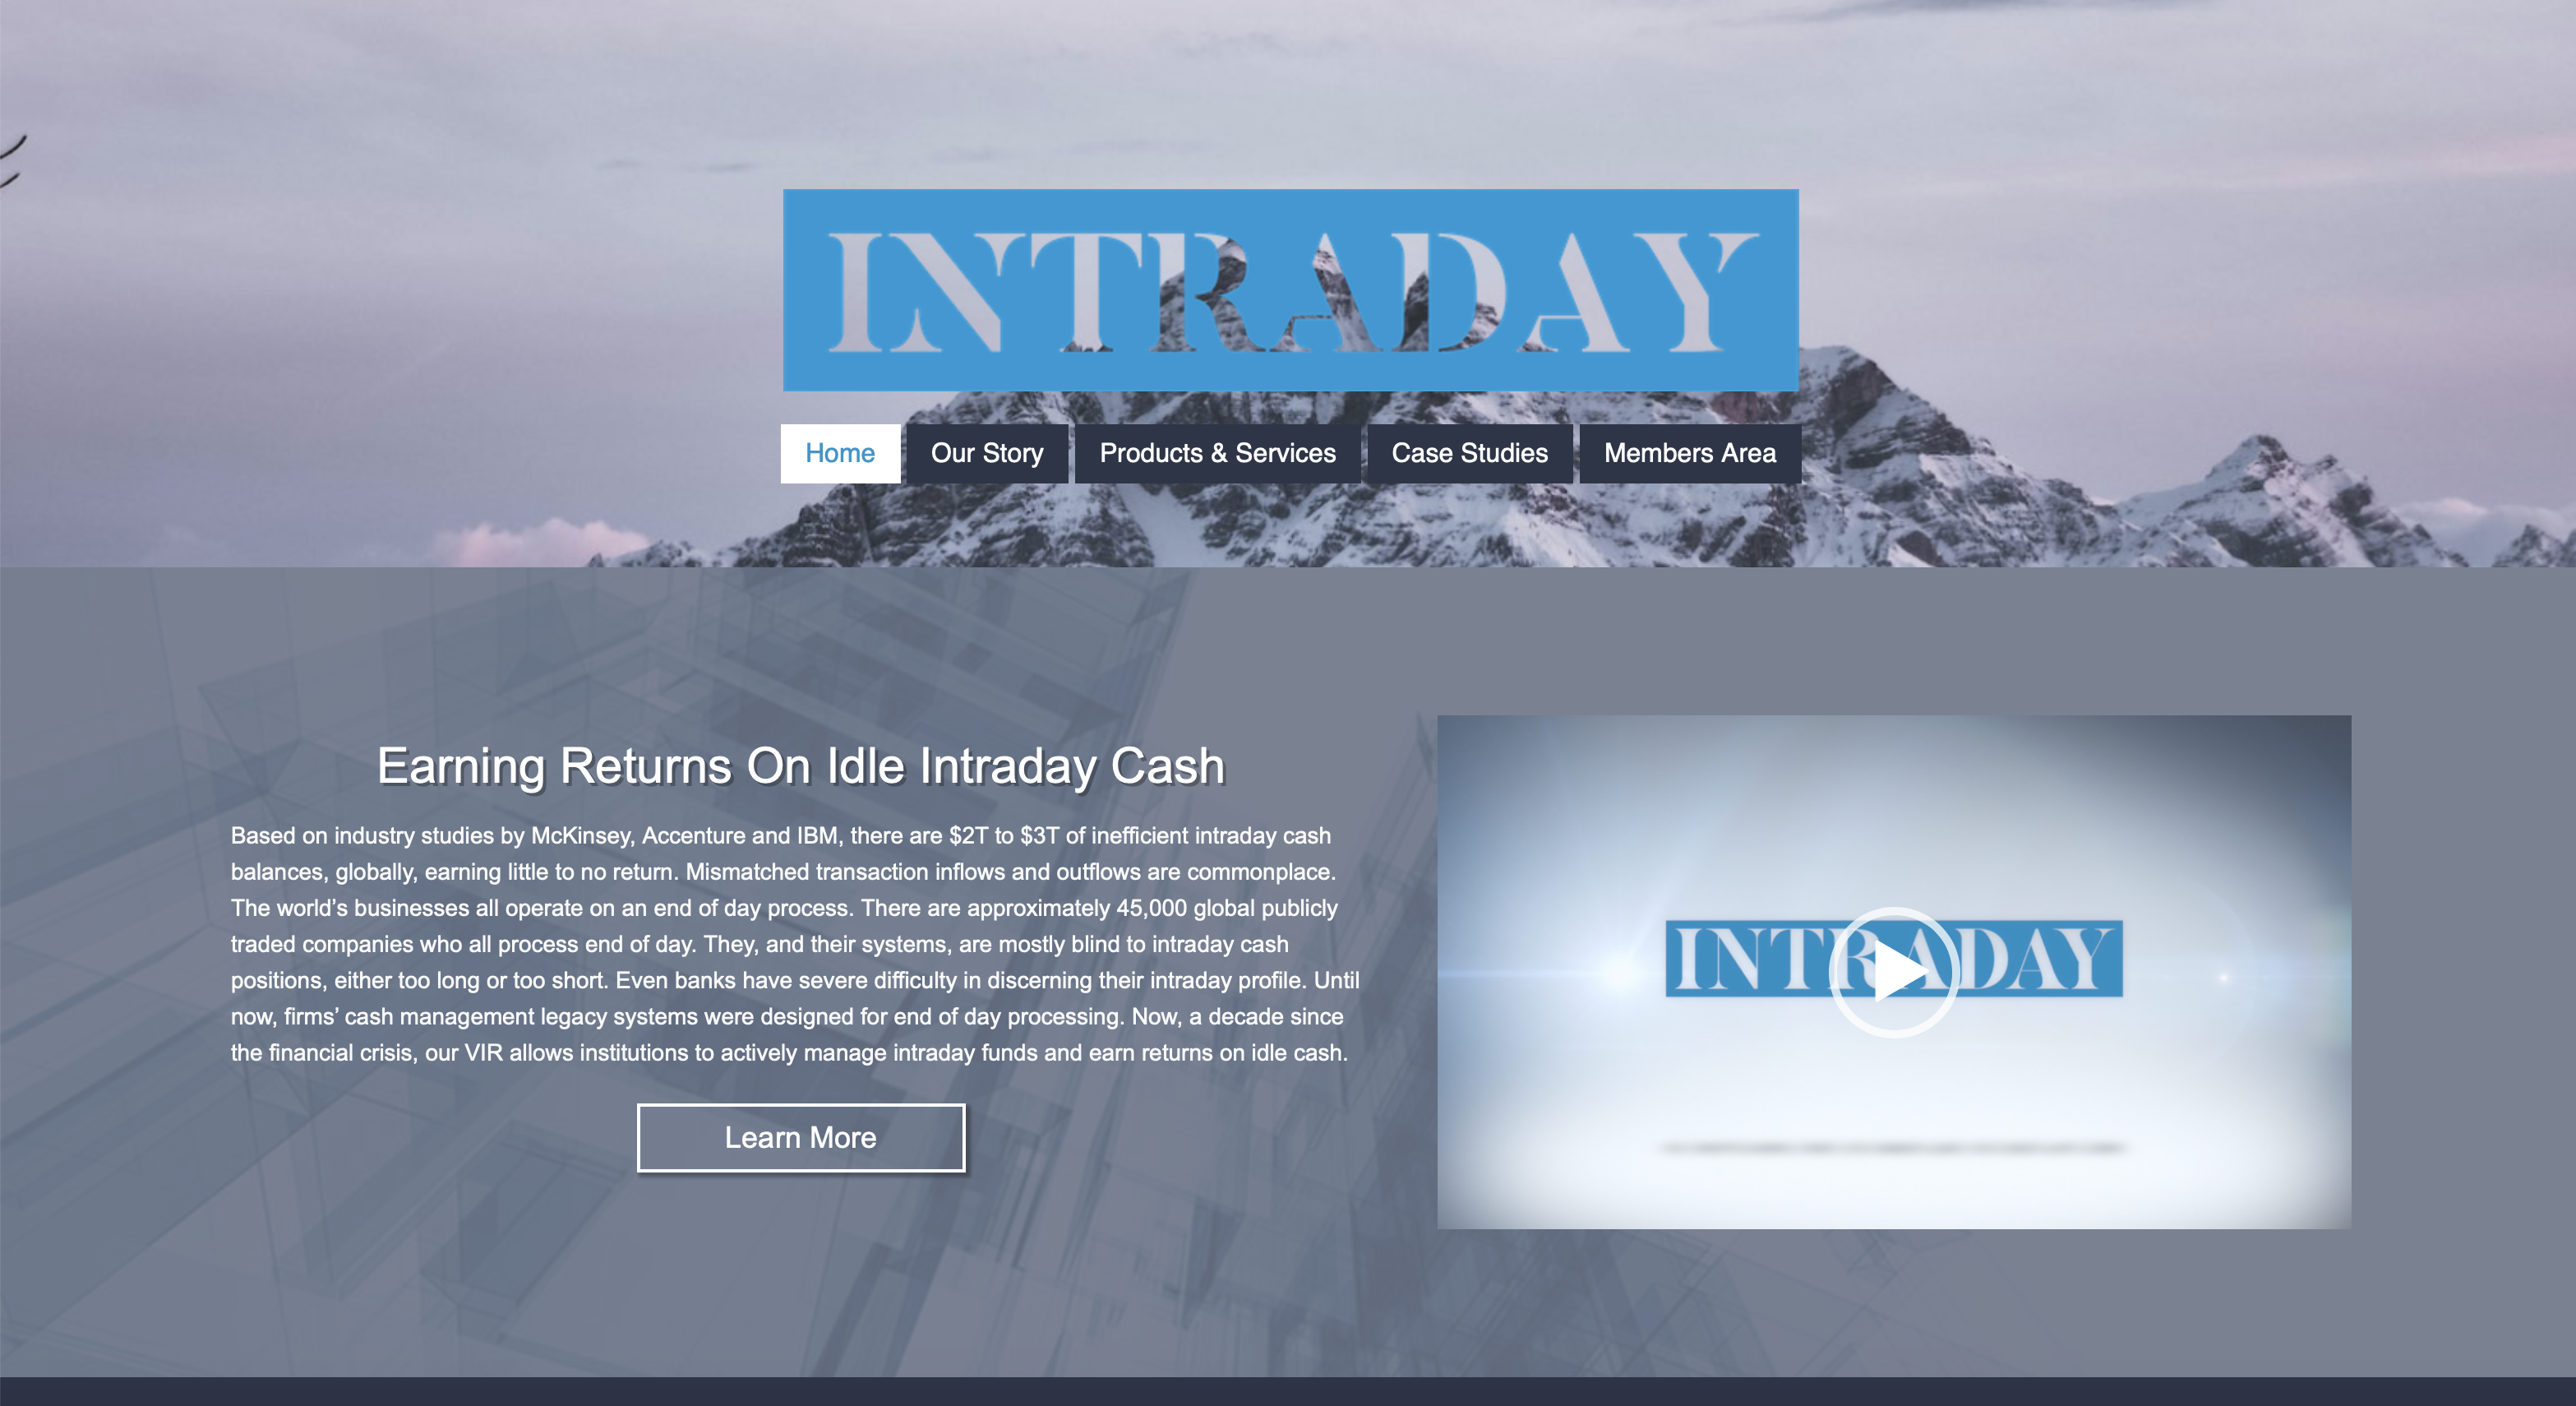 INTRADAY
Home
Our Story
Products & Services
Case Studies
Members Area
Earning Returns On Idle Intraday Cash
Based on industry studies by McKinsey, Accenture and IBM, there are $2T to $3T of inefficient intraday cash
balances, globally, earning little to no return. Mismatched transaction inflows and outflows are commonplace.
The world’s businesses all operate on an end of day process. There are approximately 45,000 global publicly
traded companies who all process end of day. They, and their systems, are mostly blind to intraday cash
positions, either too long or too short. Even banks have severe difficulty in discerning their intraday profile. Until
now, firms’ cash management legacy systems were designed for end of day processing. Now, a decade since
the financial crisis, our VIR allows institutions to actively manage intraday funds and earn returns on idle cash.
Learn More
INTRADAY